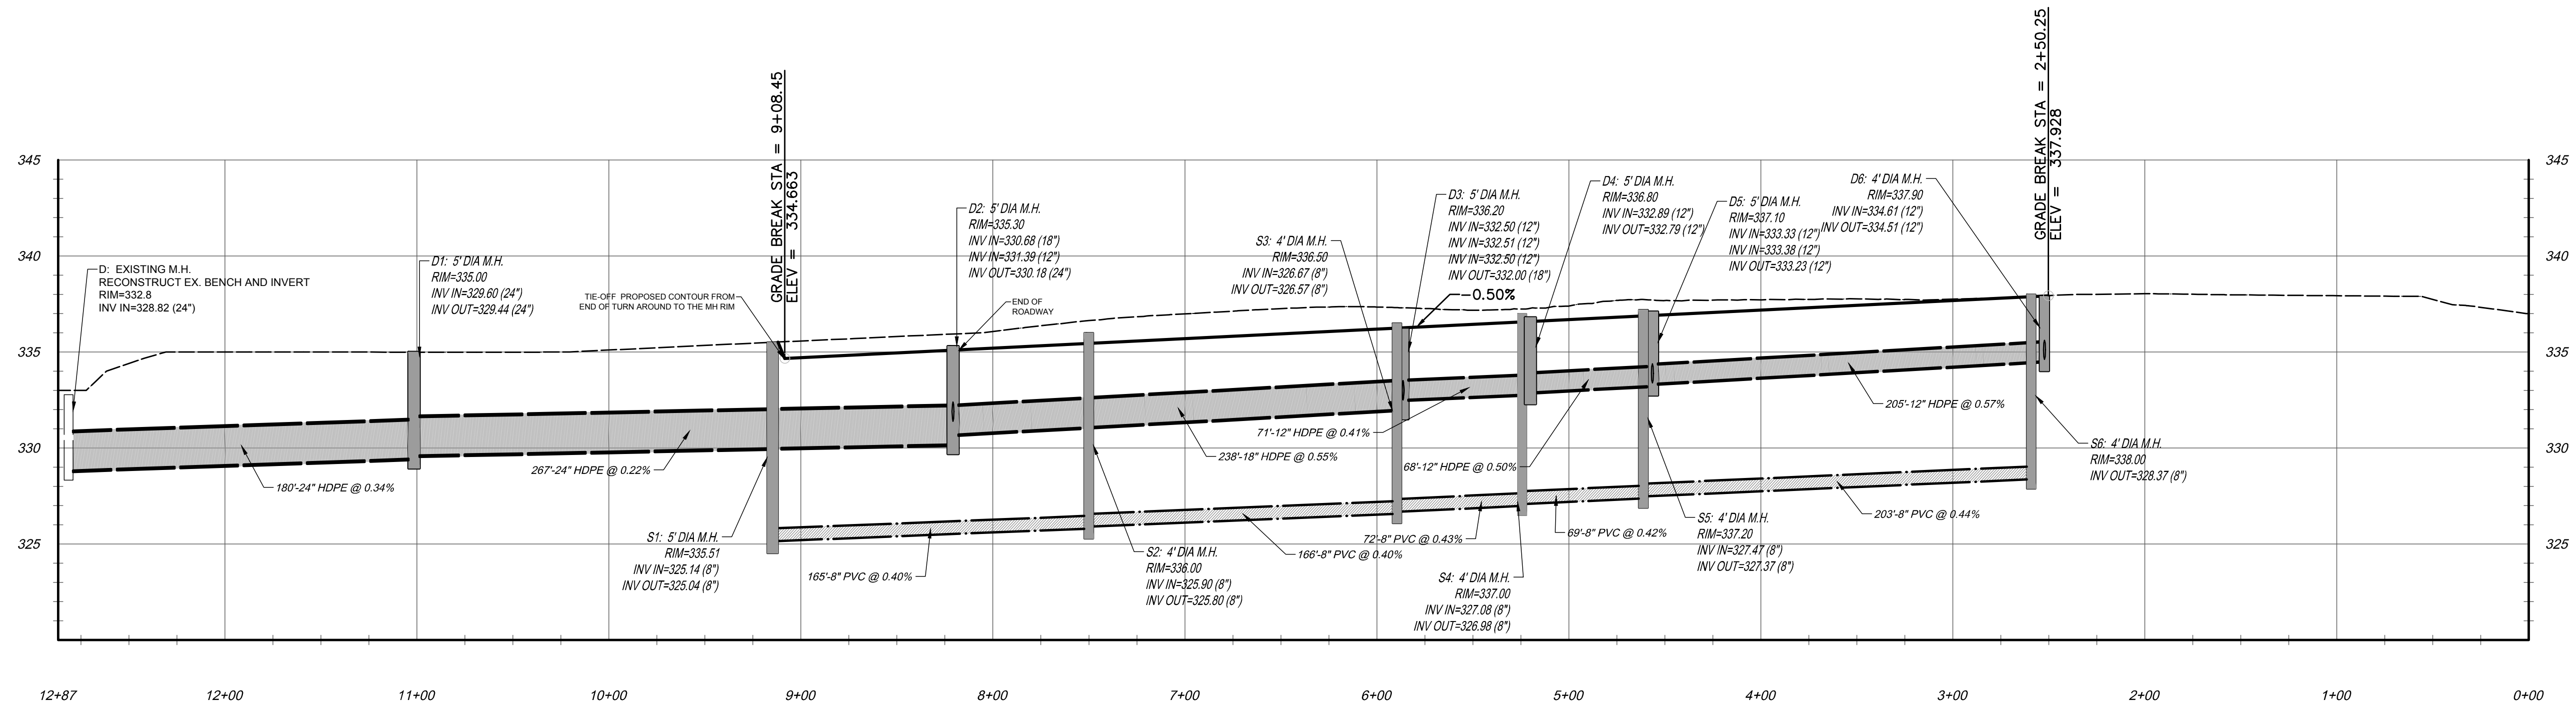 GRADE BREAK STA = 9+08.45
ELEV = 334.663
GRADE BREAK STA = 2+50.25
ELEV = 337.928
345
340
335
330
325
345
340
335
330
325
D: EXISTING M.H.
RECONSTRUCT EX. BENCH AND INVERT
RIM=332.8
INV IN=328.82 (24")
D1: 5' DIA M.H.
RIM=335.00
INV IN=329.60 (24")
INV OUT=329.44 (24")
TIE-OFF PROPOSED CONTOUR FROM
END OF TURN AROUND TO THE MH RIM
D2: 5' DIA M.H.
RIM=335.30
INV IN=330.68 (18")
INV IN=331.39 (12")
INV OUT=330.18 (24")
END OF
ROADWAY
S3: 4' DIA M.H.
RIM=336.50
INV IN=326.67 (8")
INV OUT=326.57 (8")
D3: 5' DIA M.H.
RIM=336.20
INV IN=332.50 (12")
INV IN=332.51 (12")
INV IN=332.50 (12")
INV OUT=332.00 (18")
-0.50%
D4: 5' DIA M.H.
RIM=336.80
INV IN=332.89 (12")
INV OUT=332.79 (12")
D5: 5' DIA M.H.
RIM=337.10
INV IN=333.33 (12")
INV IN=333.38 (12")
INV OUT=333.23 (12")
D6: 4' DIA M.H.
RIM=337.90
INV IN=334.61 (12")
INV OUT=334.51 (12")
180'-24" HDPE @ 0.34%
267'-24" HDPE @ 0.22%
238'-18" HDPE @ 0.55%
71'-12" HDPE @ 0.41%
68'-12" HDPE @ 0.50%
205'-12" HDPE @ 0.57%
S1: 5' DIA M.H.
RIM=335.51
INV IN=325.14 (8")
INV OUT=325.04 (8")
165'-8" PVC @ 0.40%
S2: 4' DIA M.H.
RIM=336.00
INV IN=325.90 (8")
INV OUT=325.80 (8")
166'-8" PVC @ 0.40%
72'-8" PVC @ 0.43%
S4: 4' DIA M.H.
RIM=337.00
INV IN=327.08 (8")
INV OUT=326.98 (8")
69'-8" PVC @ 0.42%
S5: 4' DIA M.H.
RIM=337.20
INV IN=327.47 (8")
INV OUT=327.37 (8")
203'-8" PVC @ 0.44%
S6: 4' DIA M.H.
RIM=338.00
INV OUT=328.37 (8")
12+87 12+00 11+00 10+00 9+00 8+00 7+00 6+00 5+00 4+00 3+00 2+00 1+00 0+00